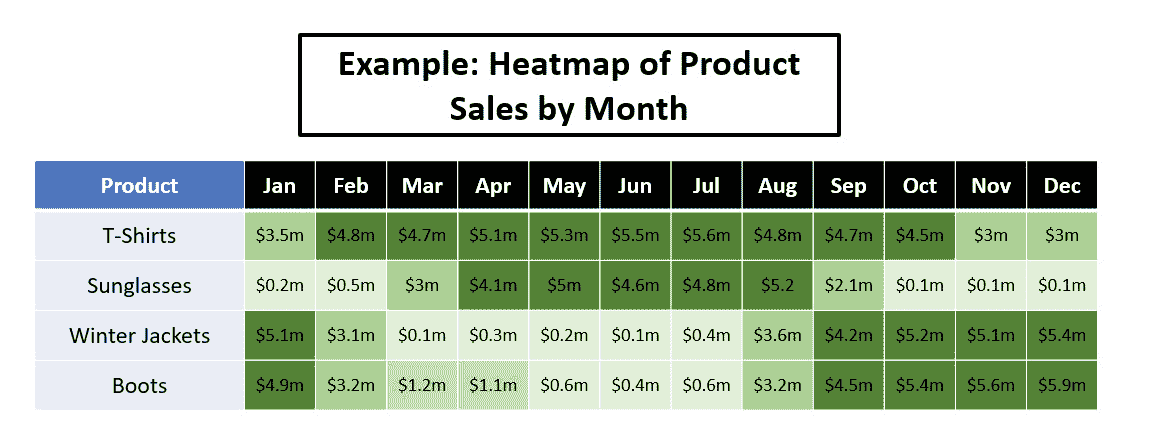 Example: Heatmap of Product
Sales by Month
Product Jan Feb Mar Apr May Jun Jul Aug Sep Oct Nov Dec
T-Shirts $3.5m $4.8m $4.7m $5.1m $5.3m $5.5m $5.6m $4.8m $4.7m $4.5m $3m $3m
Sunglasses $0.2m $0.5m $3m $4.1m $5m $4.6m $4.8m $5.2 $2.1m $0.1m $0.1m $0.1m
Winter Jackets $5.1m $3.1m $0.1m $0.3m $0.2m $0.1m $0.4m $3.6m $4.2m $5.2m $5.1m $5.4m
Boots $4.9m $3.2m $1.2m $1.1m $0.6m $0.4m $0.6m $3.2m $4.5m $5.4m $5.6m $5.9m